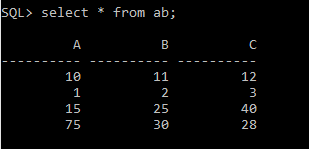 SQL> select * from ab;
A B C
---------- ---------- ----------
10 11 12
1 2 3
15 25 40
75 30 28